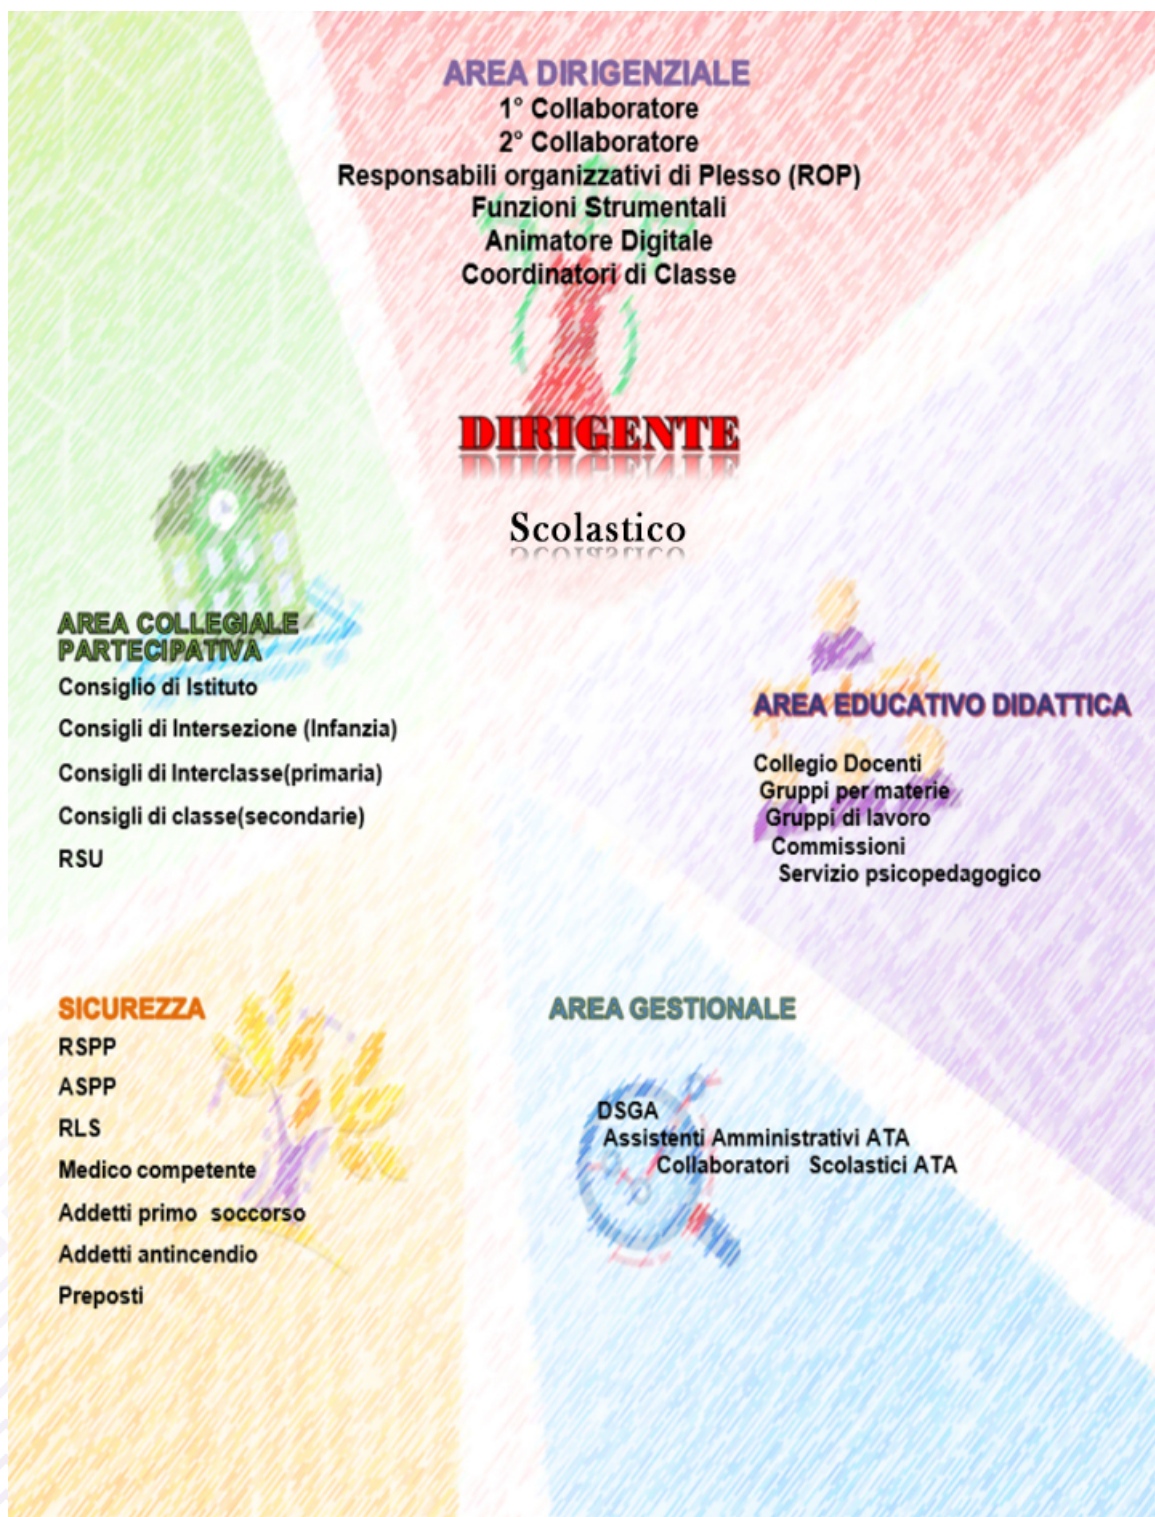 AREA DIRIGENZIALE
1° Collaboratore
2° Collaboratore
Responsabili organizzativi di Plesso (ROP)
Funzioni Strumentali
Animatore Digitale
Coordinatori di Classe
DIRIGENTE
Scolastico
AREA COLLEGIALE
PARTECIPATIVA
Consiglio di Istituto
Consigli di Intersezione (Infanzia)
Consigli di Interclasse(primaria)
Consigli di classe(secondarie)
RSU
AREA EDUCATIVO DIDATTICA
Collegio Docenti
Gruppi per materie
Gruppi di lavoro
Commissioni
Servizio psicopedagogico
SICUREZZA
RSPP
ASPP
RLS
Medico competente
Addetti primo soccorso
Addetti antincendio
Preposti
AREA GESTIONALE
DSGA
Assistenti Amministrativi ATA
Collaboratori Scolastici ATA